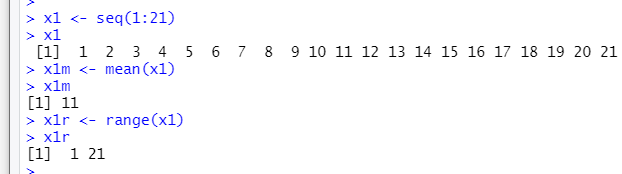 >
> x1 <- seq(1:21)
> x1
 [1]  1  2  3  4  5  6  7  8  9 10 11 12 13 14 15 16 17 18 19 20 21
> x1m <- mean(x1)
> x1m
[1] 11
> x1r <- range(x1)
> x1r
[1]  1 21
>